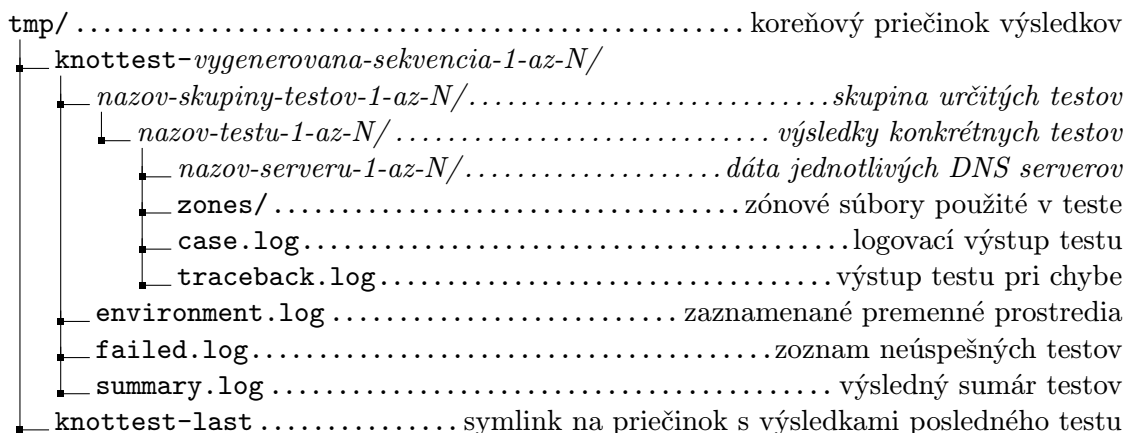 tmp/ ................................................ koreňový priečinok výsledkov
knottest-vygenerovana-sekvencia-1-az-N/
nazov-skupiny-testov-1-az-N/ .......................... skupina určitých testov
nazov-testu-1-az-N/ ........................... výsledky konkrétnych testov
nazov-serveru-1-az-N/ ................... dáta jednotlivých DNS serverov
zones/ .................................. zónové súbory použité v teste
case.log ........................................ logovací výstup testu
traceback.log ................................. výstup testu pri chybe
environment.log ......................... zaznamenané premenné prostredia
failed.log ...................................... zoznam neúspešných testov
summary.log ......................................... výsledný sumár testov
knottest-last ............... symlink na priečinok s výsledkami posledného testu